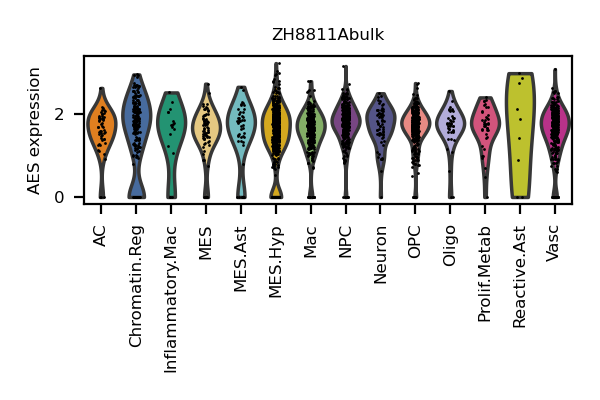 ZH8811Abulk
AES expression
2
0
AC
Chromatin.Reg
Inflammatory.Mac
MES
MES.Ast
MES.Hyp
Mac
NPC
Neuron
OPC
Oligo
Prolif.Metab
Reactive.Ast
Vasc